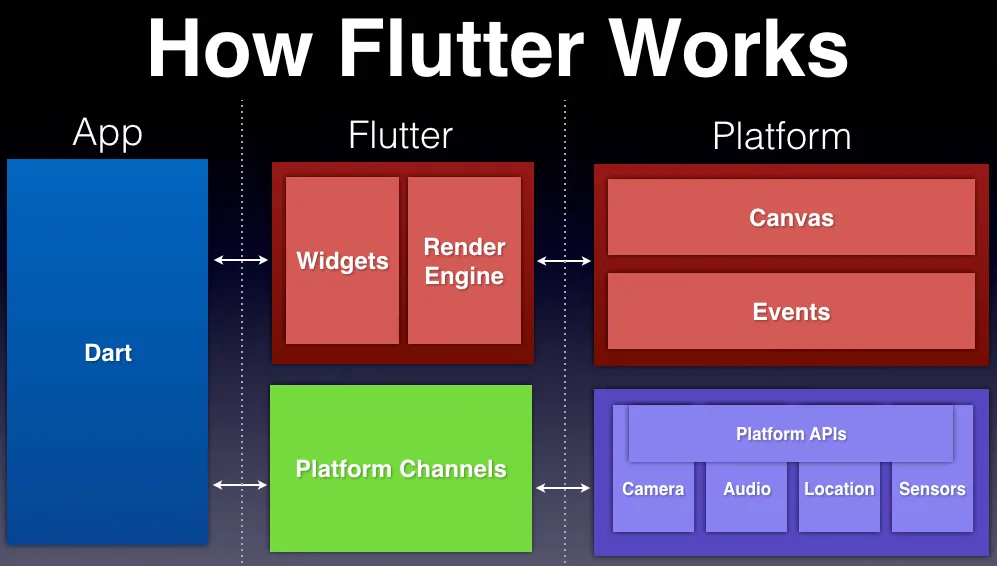 How Flutter Works
App
Flutter
Platform
Dart
Widgets
Render
Engine
Canvas
Events
Platform Channels
Platform APIs
Camera
Audio
Location
Sensors